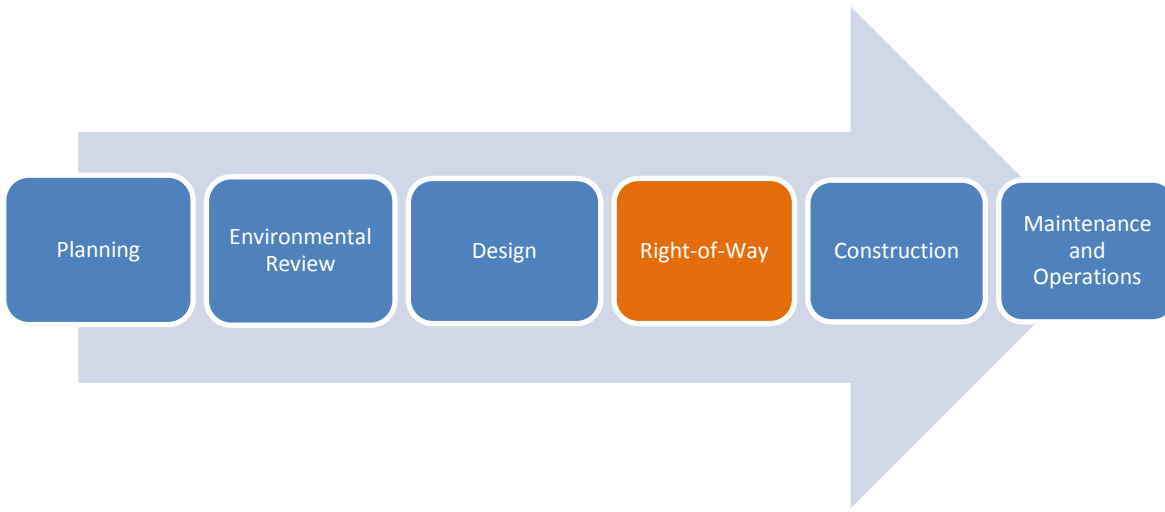 Planning
Environmental
Review
Design
Right-of-Way
Construction
Maintenance
and
Operations